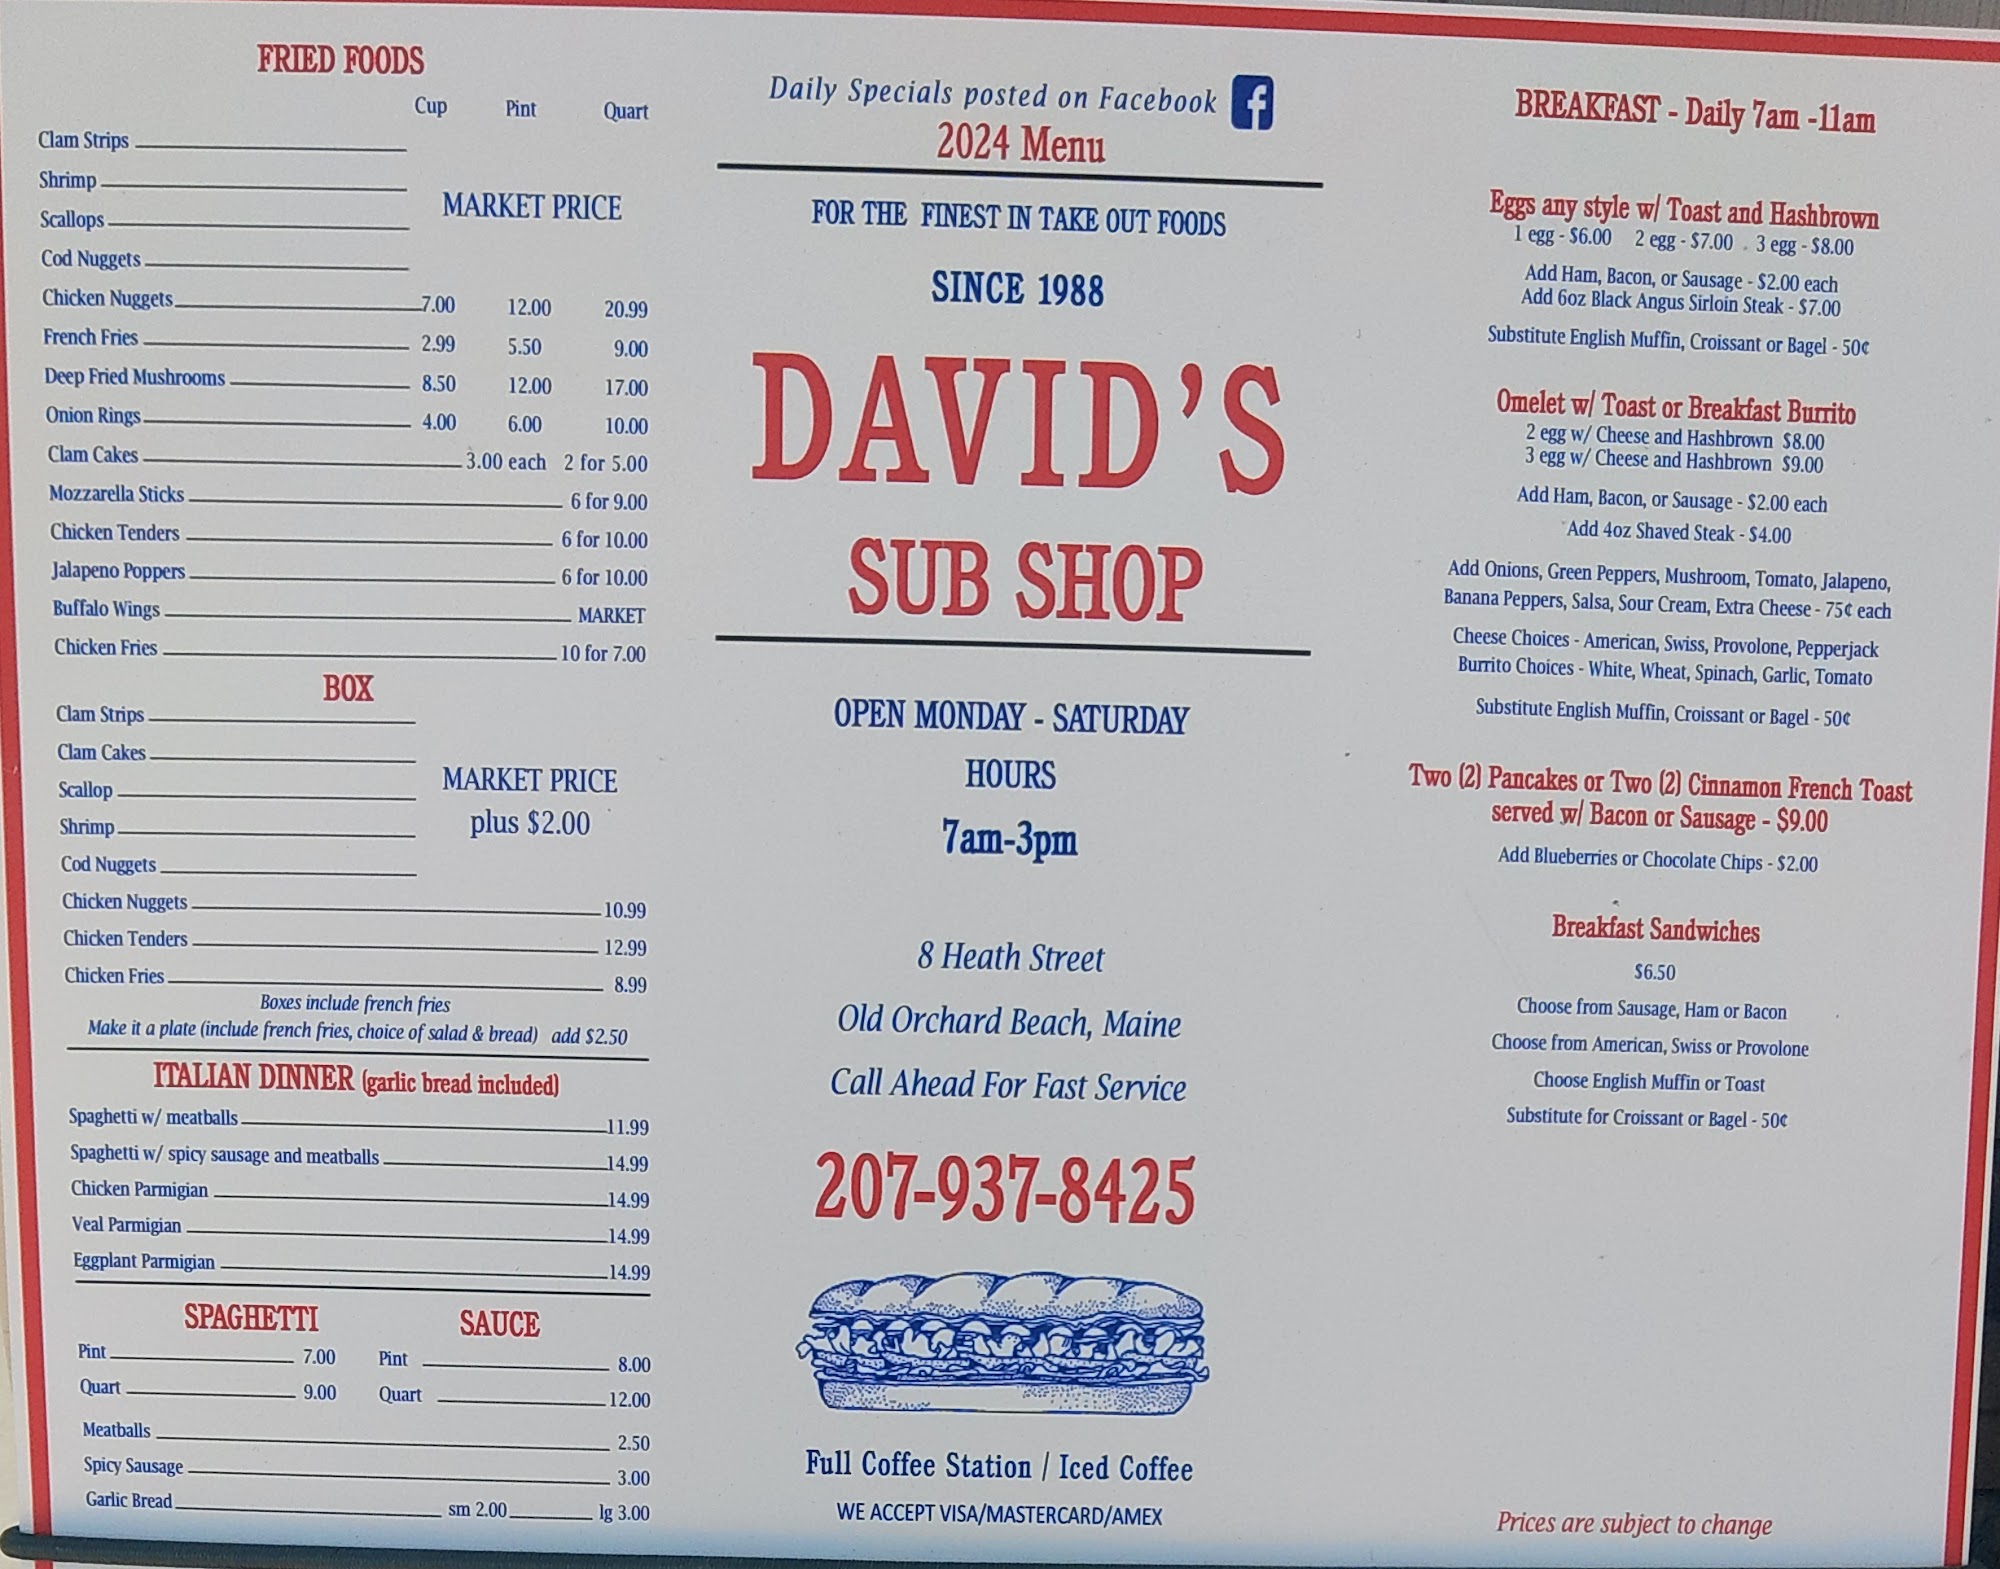 FRIED FOODS
Cup Pint Quart
Clam Strips
Shrimp
MARKET PRICE
Scallops
Cod Nuggets
Chicken Nuggets 7.00 12.00 20.99
French Fries 2.99 5.50 9.00
Deep Fried Mushrooms 8.50 12.00 17.00
Onion Rings 4.00 6.00 10.00
Clam Cakes 3.00 each 2 for 5.00
Mozzarella Sticks 6 for 9.00
Chicken Tenders 6 for 10.00
Jalapeno Poppers 6 for 10.00
Buffalo Wings MARKET
Chicken Fries 10 for 7.00
BOX
Clam Strips
Clam Cakes
MARKET PRICE
Scallop
plus $2.00
Shrimp
Cod Nuggets
Chicken Nuggets 10.99
Chicken Tenders 12.99
Chicken Fries 8.99
Boxes include french fries
Make it a plate (include french fries, choice of salad & bread) add $2.50
ITALIAN DINNER (garlic bread included)
Spaghetti w/ meatballs 11.99
Spaghetti w/ spicy sausage and meatballs 14.99
Chicken Parmigian 14.99
Veal Parmigian 14.99
Eggplant Parmigian 14.99
SPAGHETTI SAUCE
Pint 7.00 Pint 8.00
Quart 9.00 Quart 12.00
Meatballs 2.50
Spicy Sausage 3.00
Garlic Bread sm 2.00 lg 3.00
Daily Specials posted on Facebook f
2024 Menu
FOR THE FINEST IN TAKE OUT FOODS
SINCE 1988
DAVID'S
SUB SHOP
OPEN MONDAY - SATURDAY
HOURS
7am-3pm
8 Heath Street
Old Orchard Beach, Maine
Call Ahead For Fast Service
207-937-8425
Full Coffee Station / Iced Coffee
WE ACCEPT VISA/MASTERCARD/AMEX
BREAKFAST - Daily 7am -11am
Eggs any style w/ Toast and Hashbrown
1 egg - $6.00 2 egg - $7.00 3 egg - $8.00
Add Ham, Bacon, or Sausage - $2.00 each
Add 6oz Black Angus Sirloin Steak - $7.00
Substitute English Muffin, Croissant or Bagel - 50¢
Omelet w/ Toast or Breakfast Burrito
2 egg w/ Cheese and Hashbrown $8.00
3 egg w/ Cheese and Hashbrown $9.00
Add Ham, Bacon, or Sausage - $2.00 each
Add 4oz Shaved Steak - $4.00
Add Onions, Green Peppers, Mushroom, Tomato, Jalapeno,
Banana Peppers, Salsa, Sour Cream, Extra Cheese - 75¢ each
Cheese Choices - American, Swiss, Provolone, Pepperjack
Burrito Choices - White, Wheat, Spinach, Garlic, Tomato
Substitute English Muffin, Croissant or Bagel - 50¢
Two (2) Pancakes or Two (2) Cinnamon French Toast
served w/ Bacon or Sausage - $9.00
Add Blueberries or Chocolate Chips - $2.00
Breakfast Sandwiches
$6.50
Choose from Sausage, Ham or Bacon
Choose from American, Swiss or Provolone
Choose English Muffin or Toast
Substitute for Croissant or Bagel - 50¢
Prices are subject to change